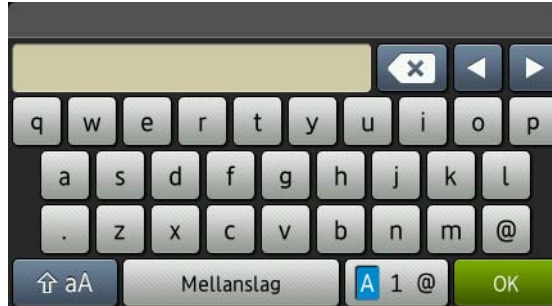 q w e r t y u i o p
a s d f g h j k l
. z x c v b n m @
aA Mellanslag A 1 @ OK